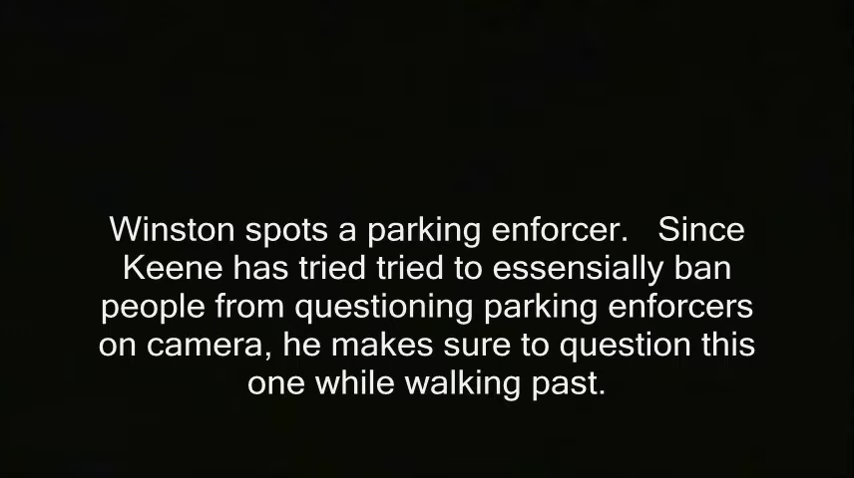 Winston spots a parking enforcer.   Since
Keene has tried tried to essensially ban
people from questioning parking enforcers
on camera, he makes sure to question this
one while walking past.